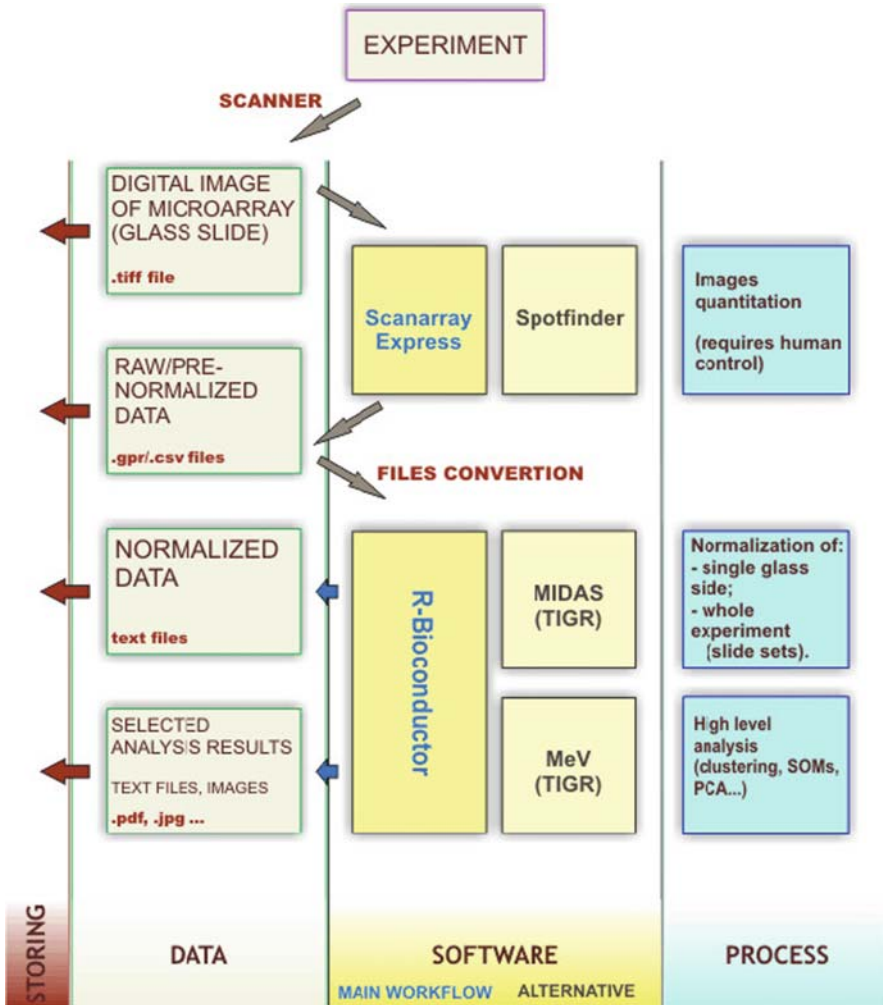 EXPERIMENT
SCANNER
DIGITAL IMAGE
OF MICROARRAY
(GLASS SLIDE)
.tiff file
Scanarray
Express
Spotfinder
Images
quantitation
(requires human
control)
RAW/PRE-
NORMALIZED
DATA
.gpr/.csv files
FILES CONVERTION
NORMALIZED
DATA
text files
R-Bioconductor
MIDAS
(TIGR)
Normalization of:
- single glass
side;
- whole
experiment
(slide sets).
SELECTED
ANALYSIS RESULTS
TEXT FILES, IMAGES
.pdf, .jpg ...
MeV
(TIGR)
High level
analysis
(clustering, SOMs,
PCA...)
STORING
DATA
SOFTWARE
PROCESS
MAIN WORKFLOW
ALTERNATIVE